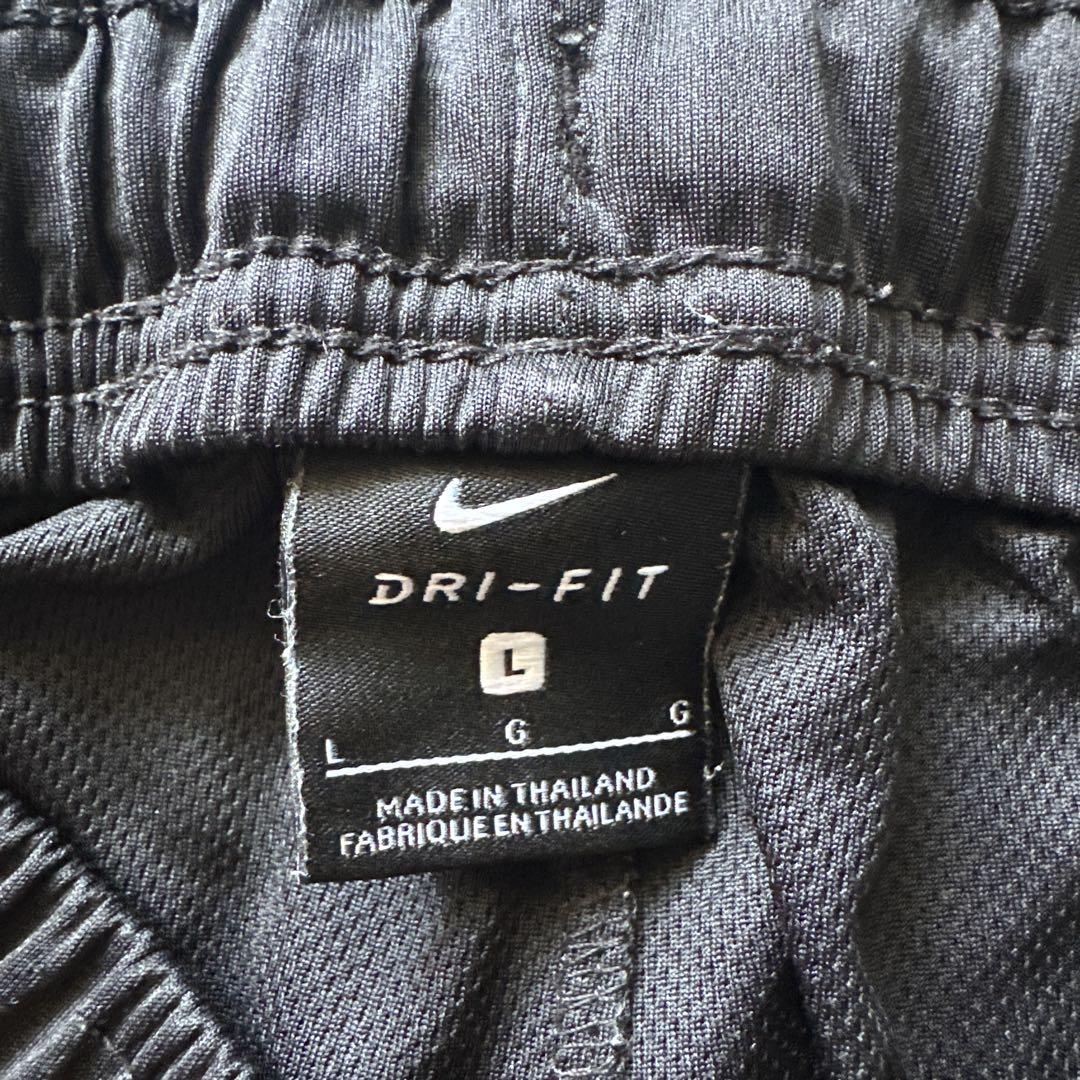 DRI-FIT
L
L G G
MADE IN THAILAND
FABRIQUE EN THAILANDE